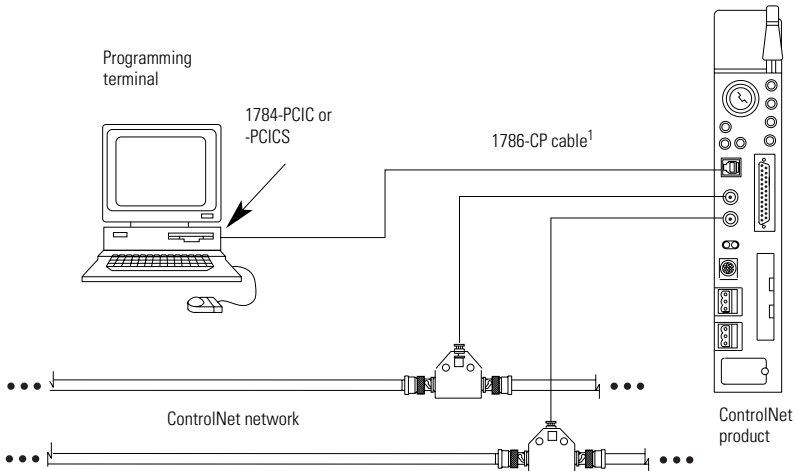 Programming
terminal
1784-PCIC or
-PCICS
1786-CP cable1
ControlNet network
ControlNet
product